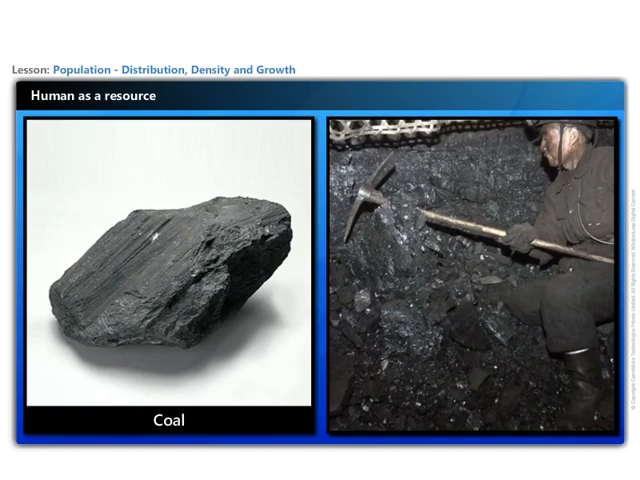 Lesson: Population - Distribution, Density and Growth
Human as a resource
Coal